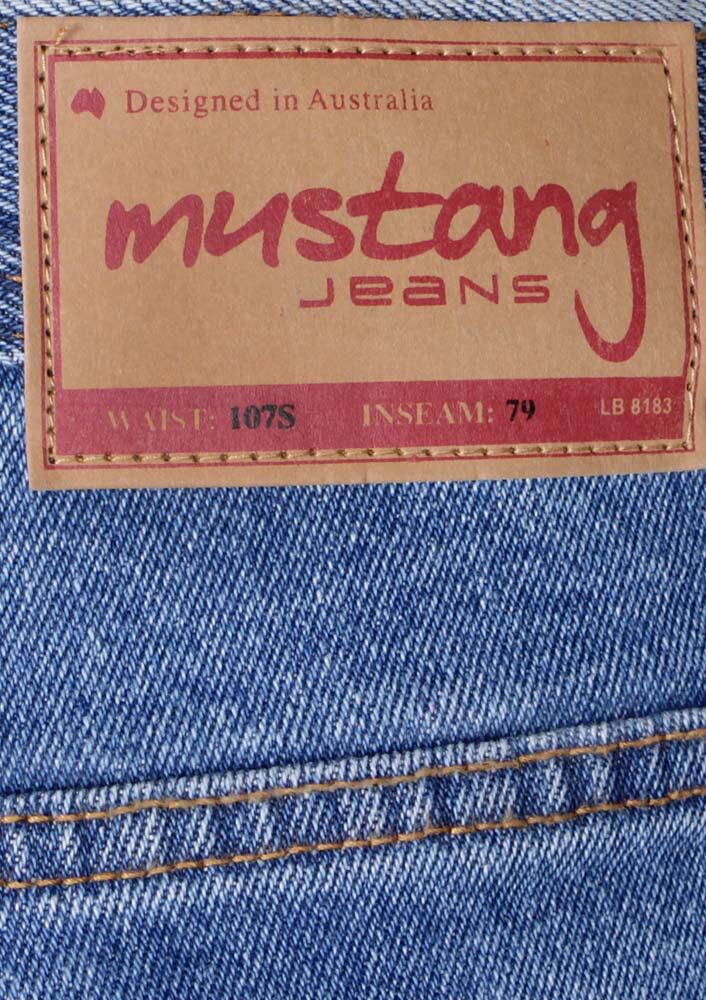 Designed in Australia
mustang
JEANS
WAIST: 107S INSEAM: 79 LB 8183